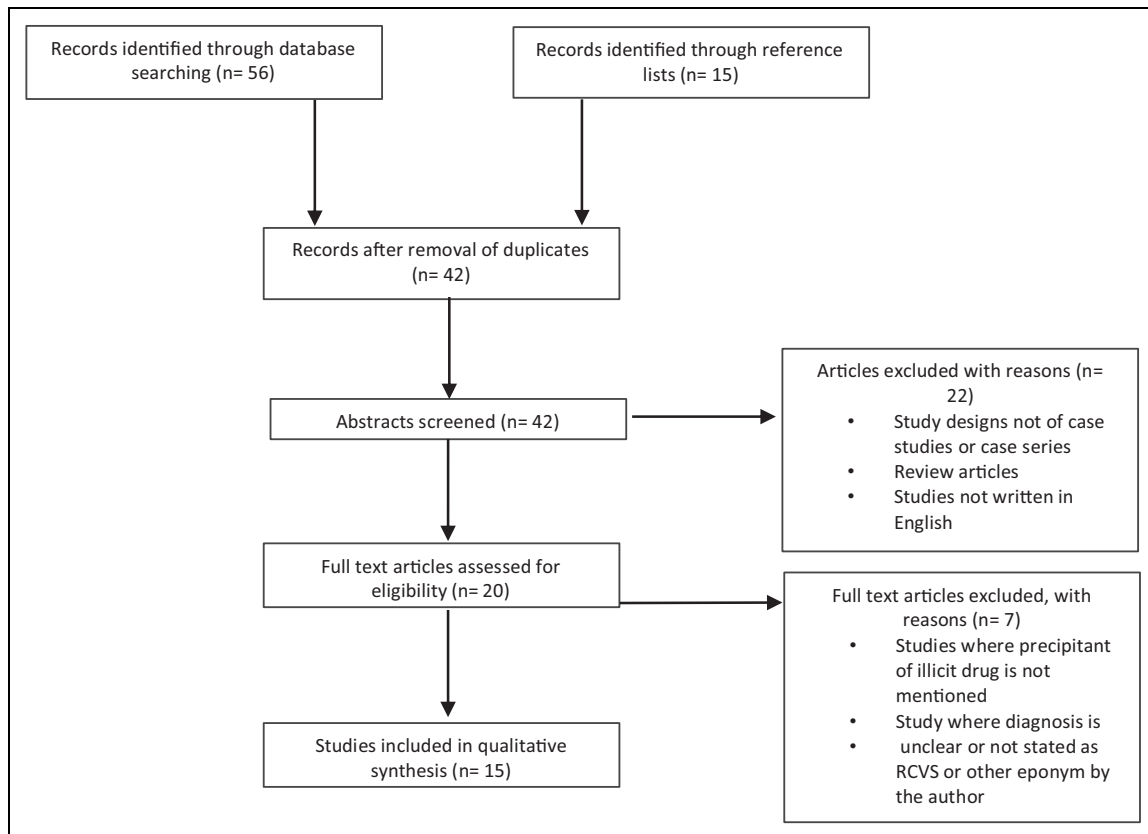 Records identified through database
searching (n= 56)
Records identified through reference
lists (n= 15)
Records after removal of duplicates
(n= 42)
Abstracts screened (n= 42)
Articles excluded with reasons (n=
22)
• Study designs not of case
studies or case series
• Review articles
• Studies not written in
English
Full text articles assessed for
eligibility (n= 20)
Full text articles excluded, with
reasons (n= 7)
• Studies where precipitant
of illicit drug is not
mentioned
• Study where diagnosis is
• unclear or not stated as
RCVS or other eponym by
the author
Studies included in qualitative
synthesis (n= 15)